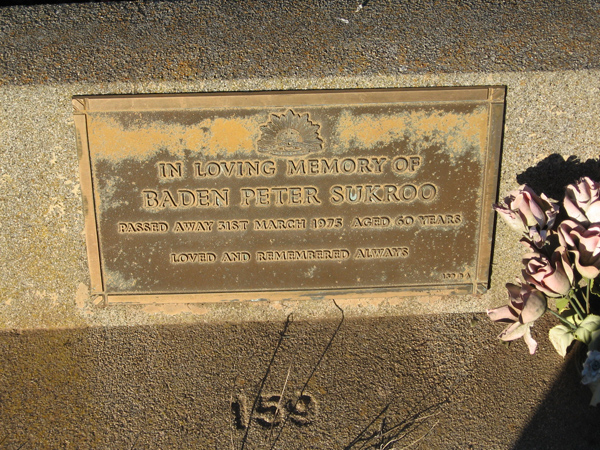 IN LOVING MEMORY OF
BADEN PETER SUKROO
PASSED AWAY 31ST MARCH 1975 AGED 60 YEARS
LOVED AND REMEMBERED ALWAYS
159